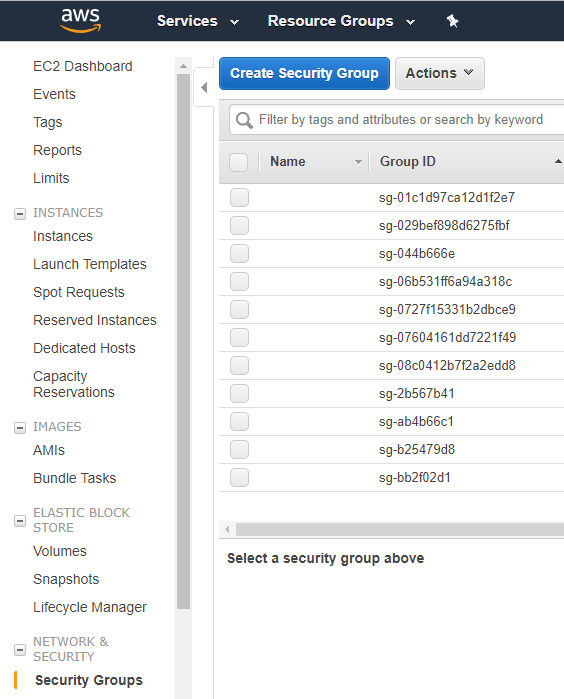 aws Services Resource Groups
EC2 Dashboard
Events
Tags
Reports
Limits
INSTANCES
Instances
Launch Templates
Spot Requests
Reserved Instances
Dedicated Hosts
Capacity
Reservations
IMAGES
AMIs
Bundle Tasks
ELASTIC BLOCK
STORE
Volumes
Snapshots
Lifecycle Manager
NETWORK &
SECURITY
Security Groups
Create Security Group Actions
Filter by tags and attributes or search by keyword
Name Group ID
sg-01c1d97ca12d1f2e7
sg-029bef898d6275fbf
sg-044b666e
sg-06b531ff6a94a318c
sg-0727f15331b2dbce9
sg-07604161dd7221f49
sg-08c0412b7f2a2edd8
sg-2b567b41
sg-ab4b66c1
sg-b25479d8
sg-bb2f02d1
Select a security group above